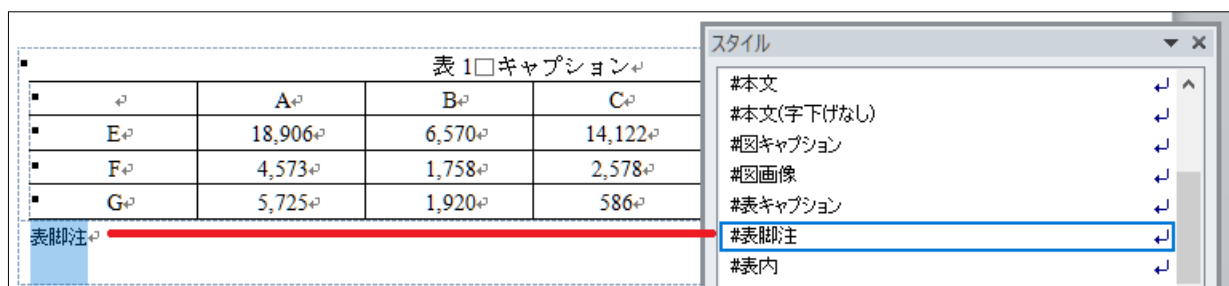 表 1□キャプション↵
↵ A↵ B↵ C↵
E↵ 18,906↵ 6,570↵ 14,122↵
F↵ 4,573↵ 1,758↵ 2,578↵
G↵ 5,725↵ 1,920↵ 586↵
表脚注↵
スタイル
#本文 ↵
#本文(字下げなし) ↵
#図キャプション ↵
#図画像 ↵
#表キャプション ↵
#表脚注 ↵
#表内 ↵